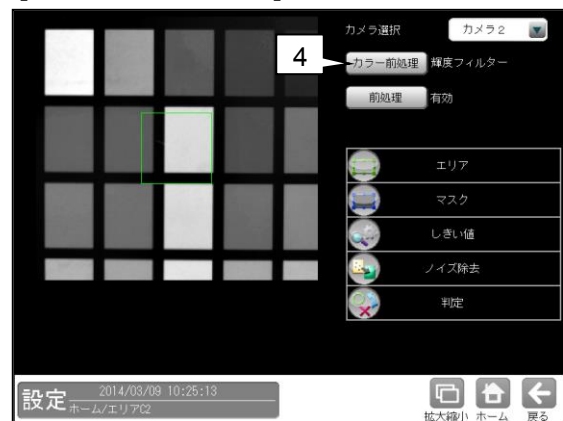 カメラ選択
カメラ2
4
カラー前処理
輝度フィルター
前処理
有効
エリア
マスク
しきい値
ノイズ除去
判定
設定
2014/03/09 10:25:13
ホーム/エリアC2
拡大縮小
ホーム
戻る